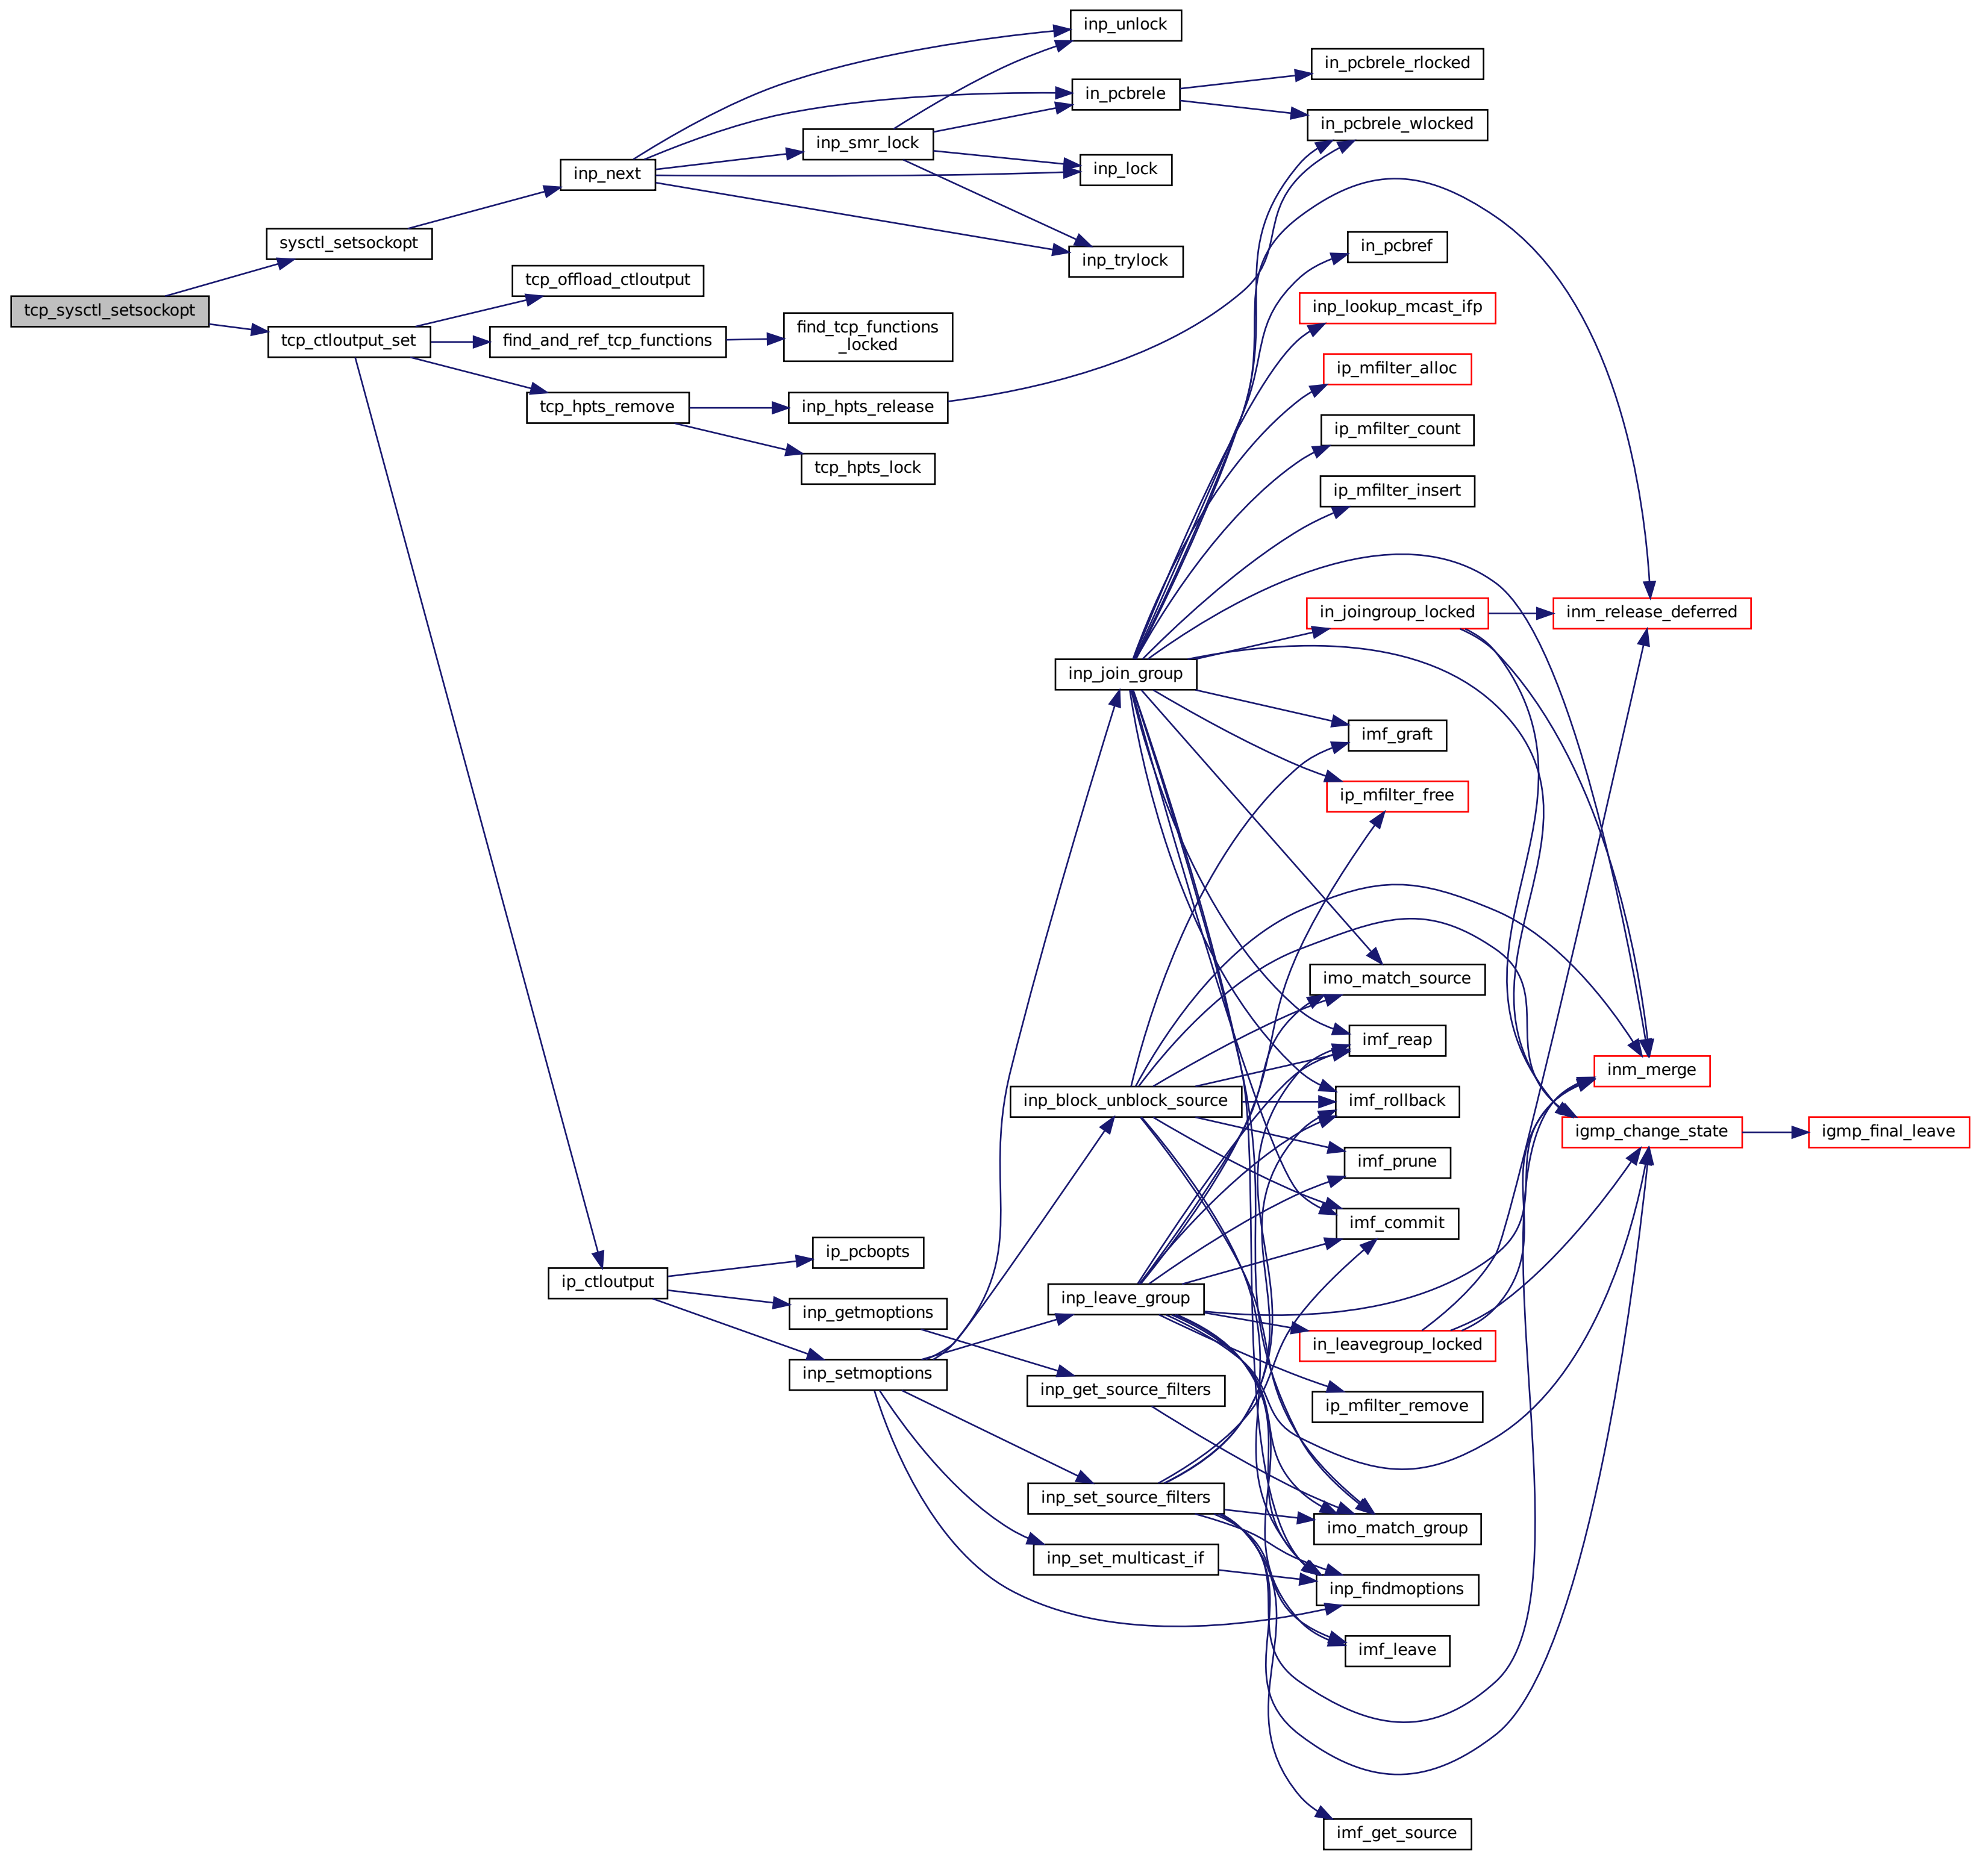 inp_unlock
in_pcbrele_rlocked
in_pcbrele
in_pcbrele_wlocked
inp_smr_lock
inp_lock
inp_next
sysctl_setsockopt
in_pcbref
inp_trylock
tcp_offload_ctloutput
tcp_sysctl_setsockopt
inp_lookup_mcast_ifp
find_tcp_functions
_locked
tcp_ctloutput_set
find_and_ref_tcp_functions
ip_mfilter_alloc
tcp_hpts_remove
inp_hpts_release
ip_mfilter_count
tcp_hpts_lock
ip_mfilter_insert
in_joingroup_locked
inm_release_deferred
inp_join_group
imf_graft
ip_mfilter_free
imo_match_source
imf_reap
inm_merge
inp_block_unblock_source
imf_rollback
igmp_change_state
igmp_final_leave
imf_prune
imf_commit
ip_pcbopts
ip_ctloutput
inp_leave_group
inp_getmoptions
in_leavegroup_locked
inp_setmoptions
inp_get_source_filters
ip_mfilter_remove
inp_set_source_filters
imo_match_group
inp_set_multicast_if
inp_findmoptions
imf_leave
imf_get_source